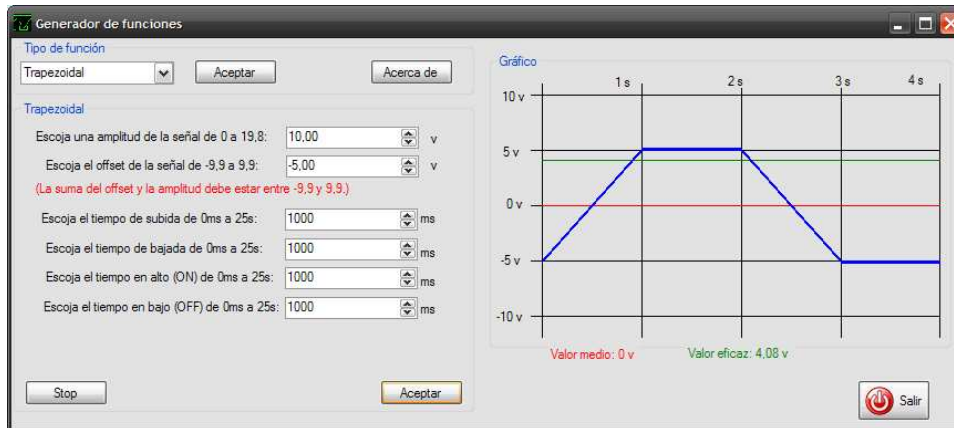 Generador de funciones
Tipo de función
Trapezoidal
Aceptar
Acerca de
Trapezoidal
Escoja una amplitud de la señal de 0 a 19,8: 10,00 v
Escoja el offset de la señal de -9,9 a 9,9: -5,00 v
(La suma del offset y la amplitud debe estar entre -9,9 y 9,9.)
Escoja el tiempo de subida de 0ms a 25s: 1000 ms
Escoja el tiempo de bajada de 0ms a 25s: 1000 ms
Escoja el tiempo en alto (ON) de 0ms a 25s: 1000 ms
Escoja el tiempo en bajo (OFF) de 0ms a 25s: 1000 ms
Stop
Aceptar
Gráfico
1 s 2 s 3 s 4 s
10 v
5 v
0 v
-5 v
-10 v
Valor medio: 0 v
Valor eficaz: 4,08 v
Salir